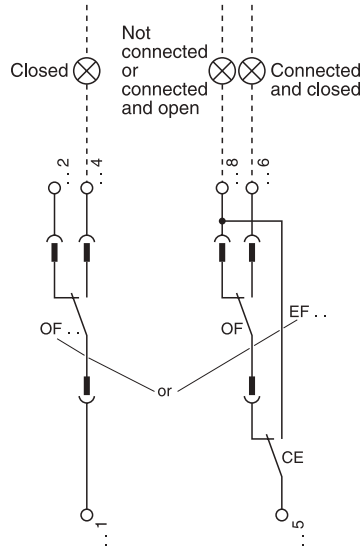 Closed
Not
connected
or
connected
and open
Connected
and closed
. . 2
. . 4
. . 8
. . 6
OF . .
OF
EF . .
or
CE
. . 1
. . 5